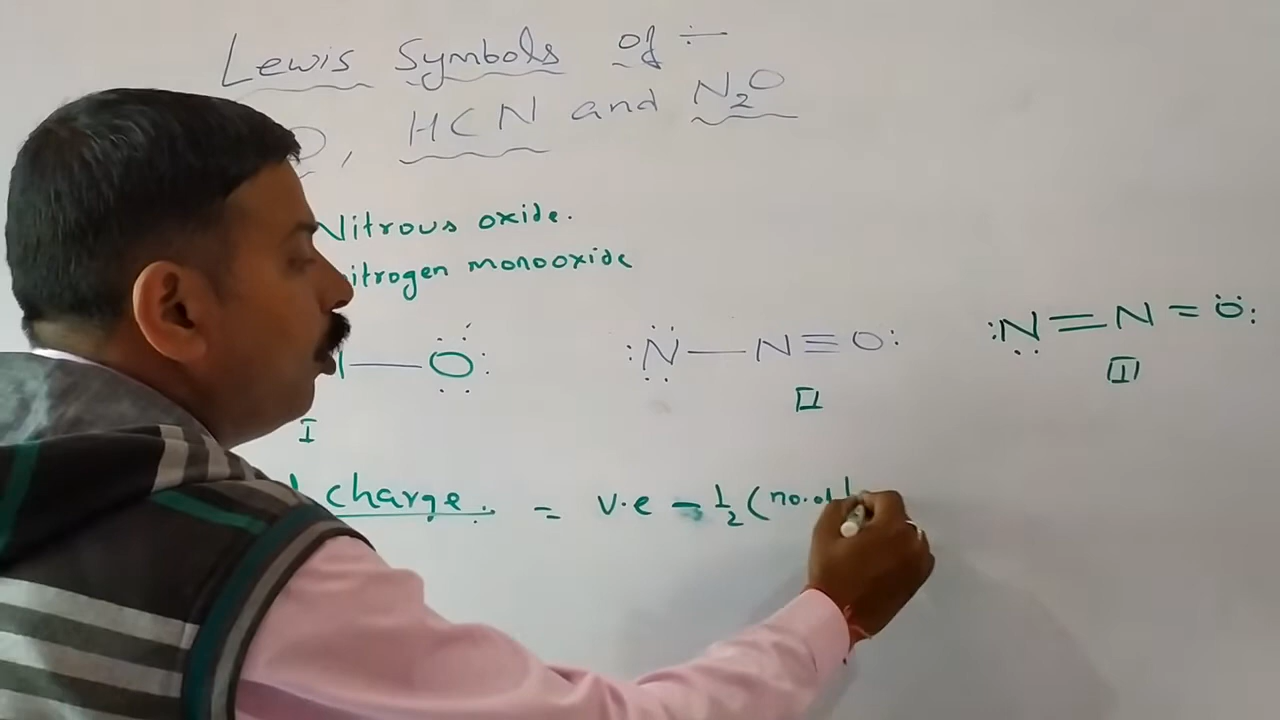 Lewis Symbols of :-
O, HCN and N2O
Nitrous oxide.
itrogen monooxide
— O:
:N — N ≡ O:
:N = N = O:
I
II
III
charge. = v.e - 1/2 (no.of